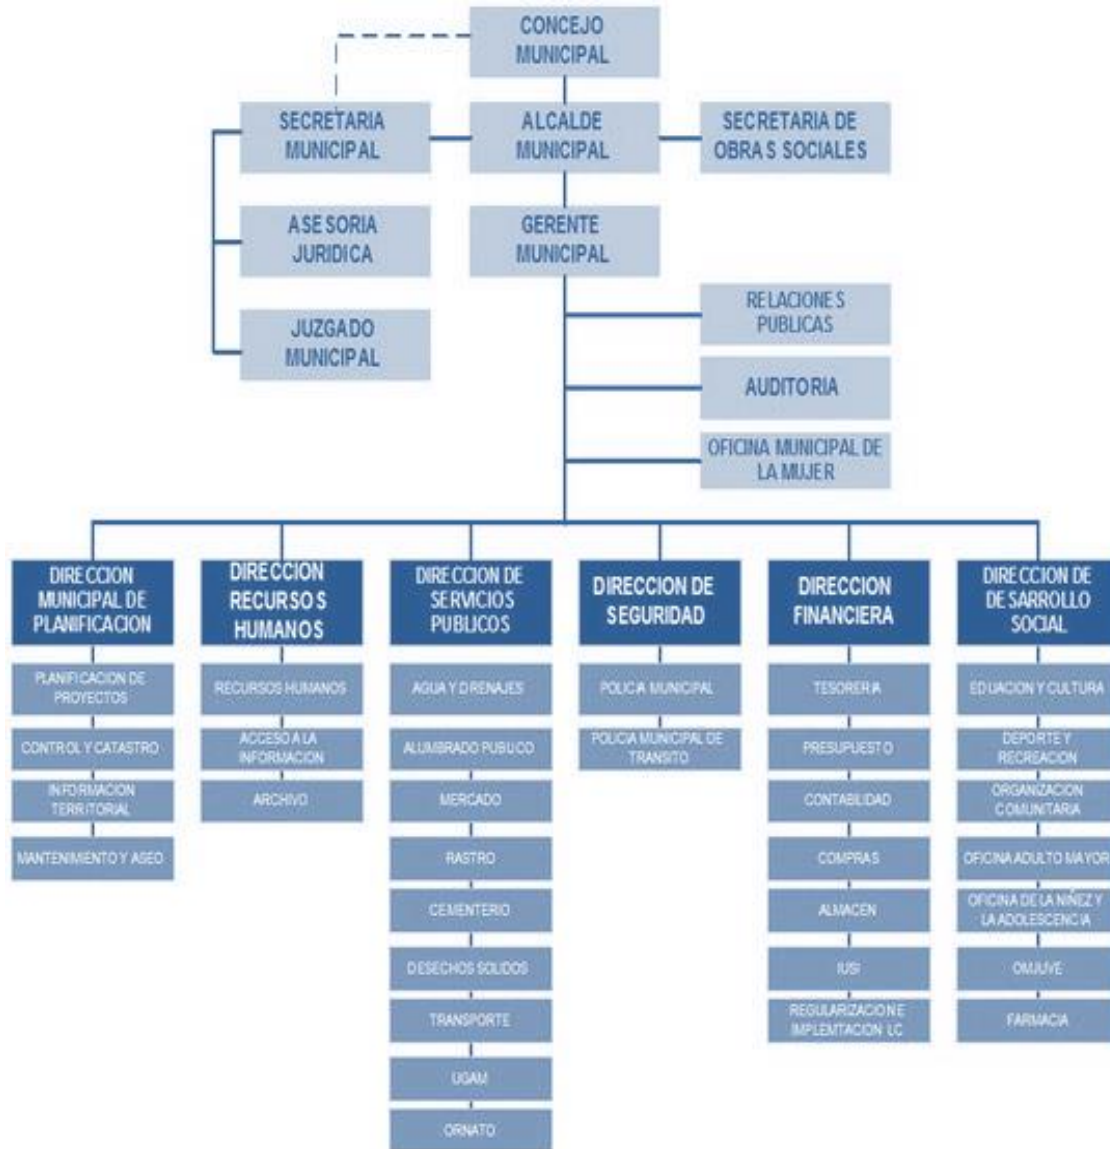 CONCEJO
MUNICIPAL
SECRETARIA
MUNICIPAL
ALCALDE
MUNICIPAL
SECRETARIA DE
OBRAS SOCIALES
ASESORIA
JURIDICA
GERENTE
MUNICIPAL
JUZGADO
MUNICIPAL
RELACIONES
PUBLICAS
AUDITORIA
OFICINA MUNICIPAL DE
LA MUJER
DIRECCION
MUNICIPAL DE
PLANIFICACION
PLANIFICACION DE
PROYECTOS
CONTROL Y CATASTRO
INFORMACION
TERRITORIAL
MANTENIMIENTO Y ASEO
DIRECCION
RECURSOS
HUMANOS
RECURSOS HUMANOS
ACCESO A LA
INFORMACION
ARCHIVO
DIRECCION DE
SERVICIOS
PUBLICOS
AGUA Y DRENAJES
ALUMBRADO PUBLICO
MERCADO
RASTRO
CEMENTERIO
DESECHOS SOLIDOS
TRANSPORTE
UGAM
ORNATO
DIRECCION DE
SEGURIDAD
POLICIA MUNICIPAL
POLICIA MUNICIPAL DE
TRANSITO
DIRECCION
FINANCIERA
TESORERIA
PRESUPUESTO
CONTABILIDAD
COMPRAS
ALMACEN
IUSI
REGULARIZACION E
IMPLEMTACION LC
DIRECCION DE
DESARROLLO
SOCIAL
EDUACION Y CULTURA
DEPORTE Y
RECREACION
ORGANIZACION
COMUNITARIA
OFICINA ADULTO MAYOR
OFICINA DE LA NIÑEZ Y
LA ADOLESCENCIA
OMJUVE
FARMACIA